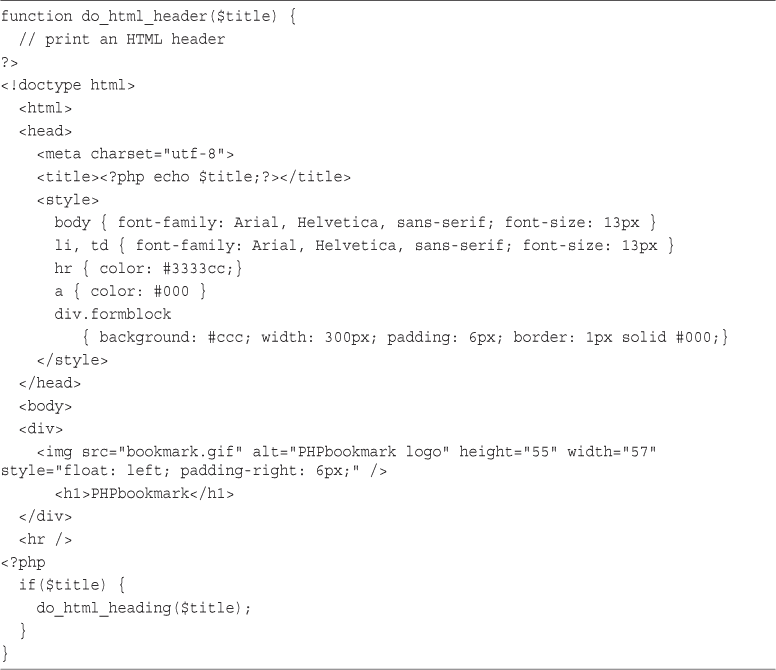 function do_html_header($title) {
  // print an HTML header
?>
<!doctype html>
  <html>
  <head>
    <meta charset="utf-8">
    <title><?php echo $title;?></title>
    <style>
      body { font-family: Arial, Helvetica, sans-serif; font-size: 13px }
      li, td { font-family: Arial, Helvetica, sans-serif; font-size: 13px }
      hr { color: #3333cc;}
      a { color: #000 }
      div.formblock
         { background: #ccc; width: 300px; padding: 6px; border: 1px solid #000;}
    </style>
  </head>
  <body>
  <div>
    <img src="bookmark.gif" alt="PHPbookmark logo" height="55" width="57"
style="float: left; padding-right: 6px;" />
      <h1>PHPbookmark</h1>
  </div>
  <hr />
<?php
  if($title) {
    do_html_heading($title);
  }
}